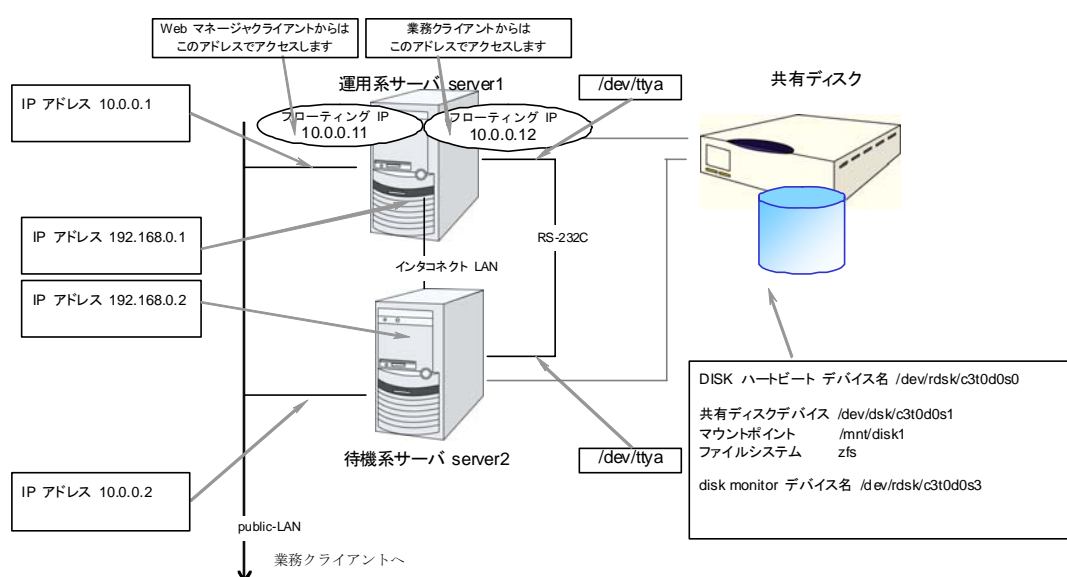 Web マネージャクライアントからは
このアドレスでアクセスします
業務クライアントからは
このアドレスでアクセスします
運用系サーバ server1
/dev/ttya
共有ディスク
IP アドレス 10.0.0.1
フローティング IP
10.0.0.11
フローティング IP
10.0.0.12
IP アドレス 192.168.0.1
RS-232C
インタコネクト LAN
IP アドレス 192.168.0.2
DISK ハートビート デバイス名 /dev/rdsk/c3t0d0s0
共有ディスクデバイス /dev/dsk/c3t0d0s1
マウントポイント /mnt/disk1
ファイルシステム zfs
disk monitor デバイス名 /dev/rdsk/c3t0d0s3
待機系サーバ server2
/dev/ttya
IP アドレス 10.0.0.2
public-LAN
業務クライアントへ